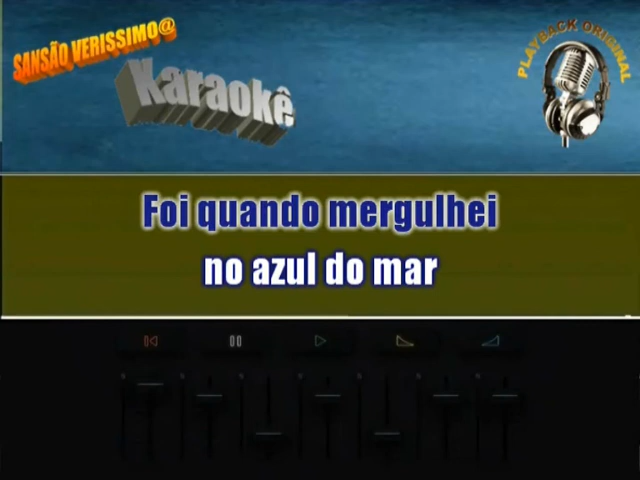 SANSÃO VERISSIMO@
Karaokê
PLAYBACK ORIGINAL
Foi quando mergulhei
no azul do mar